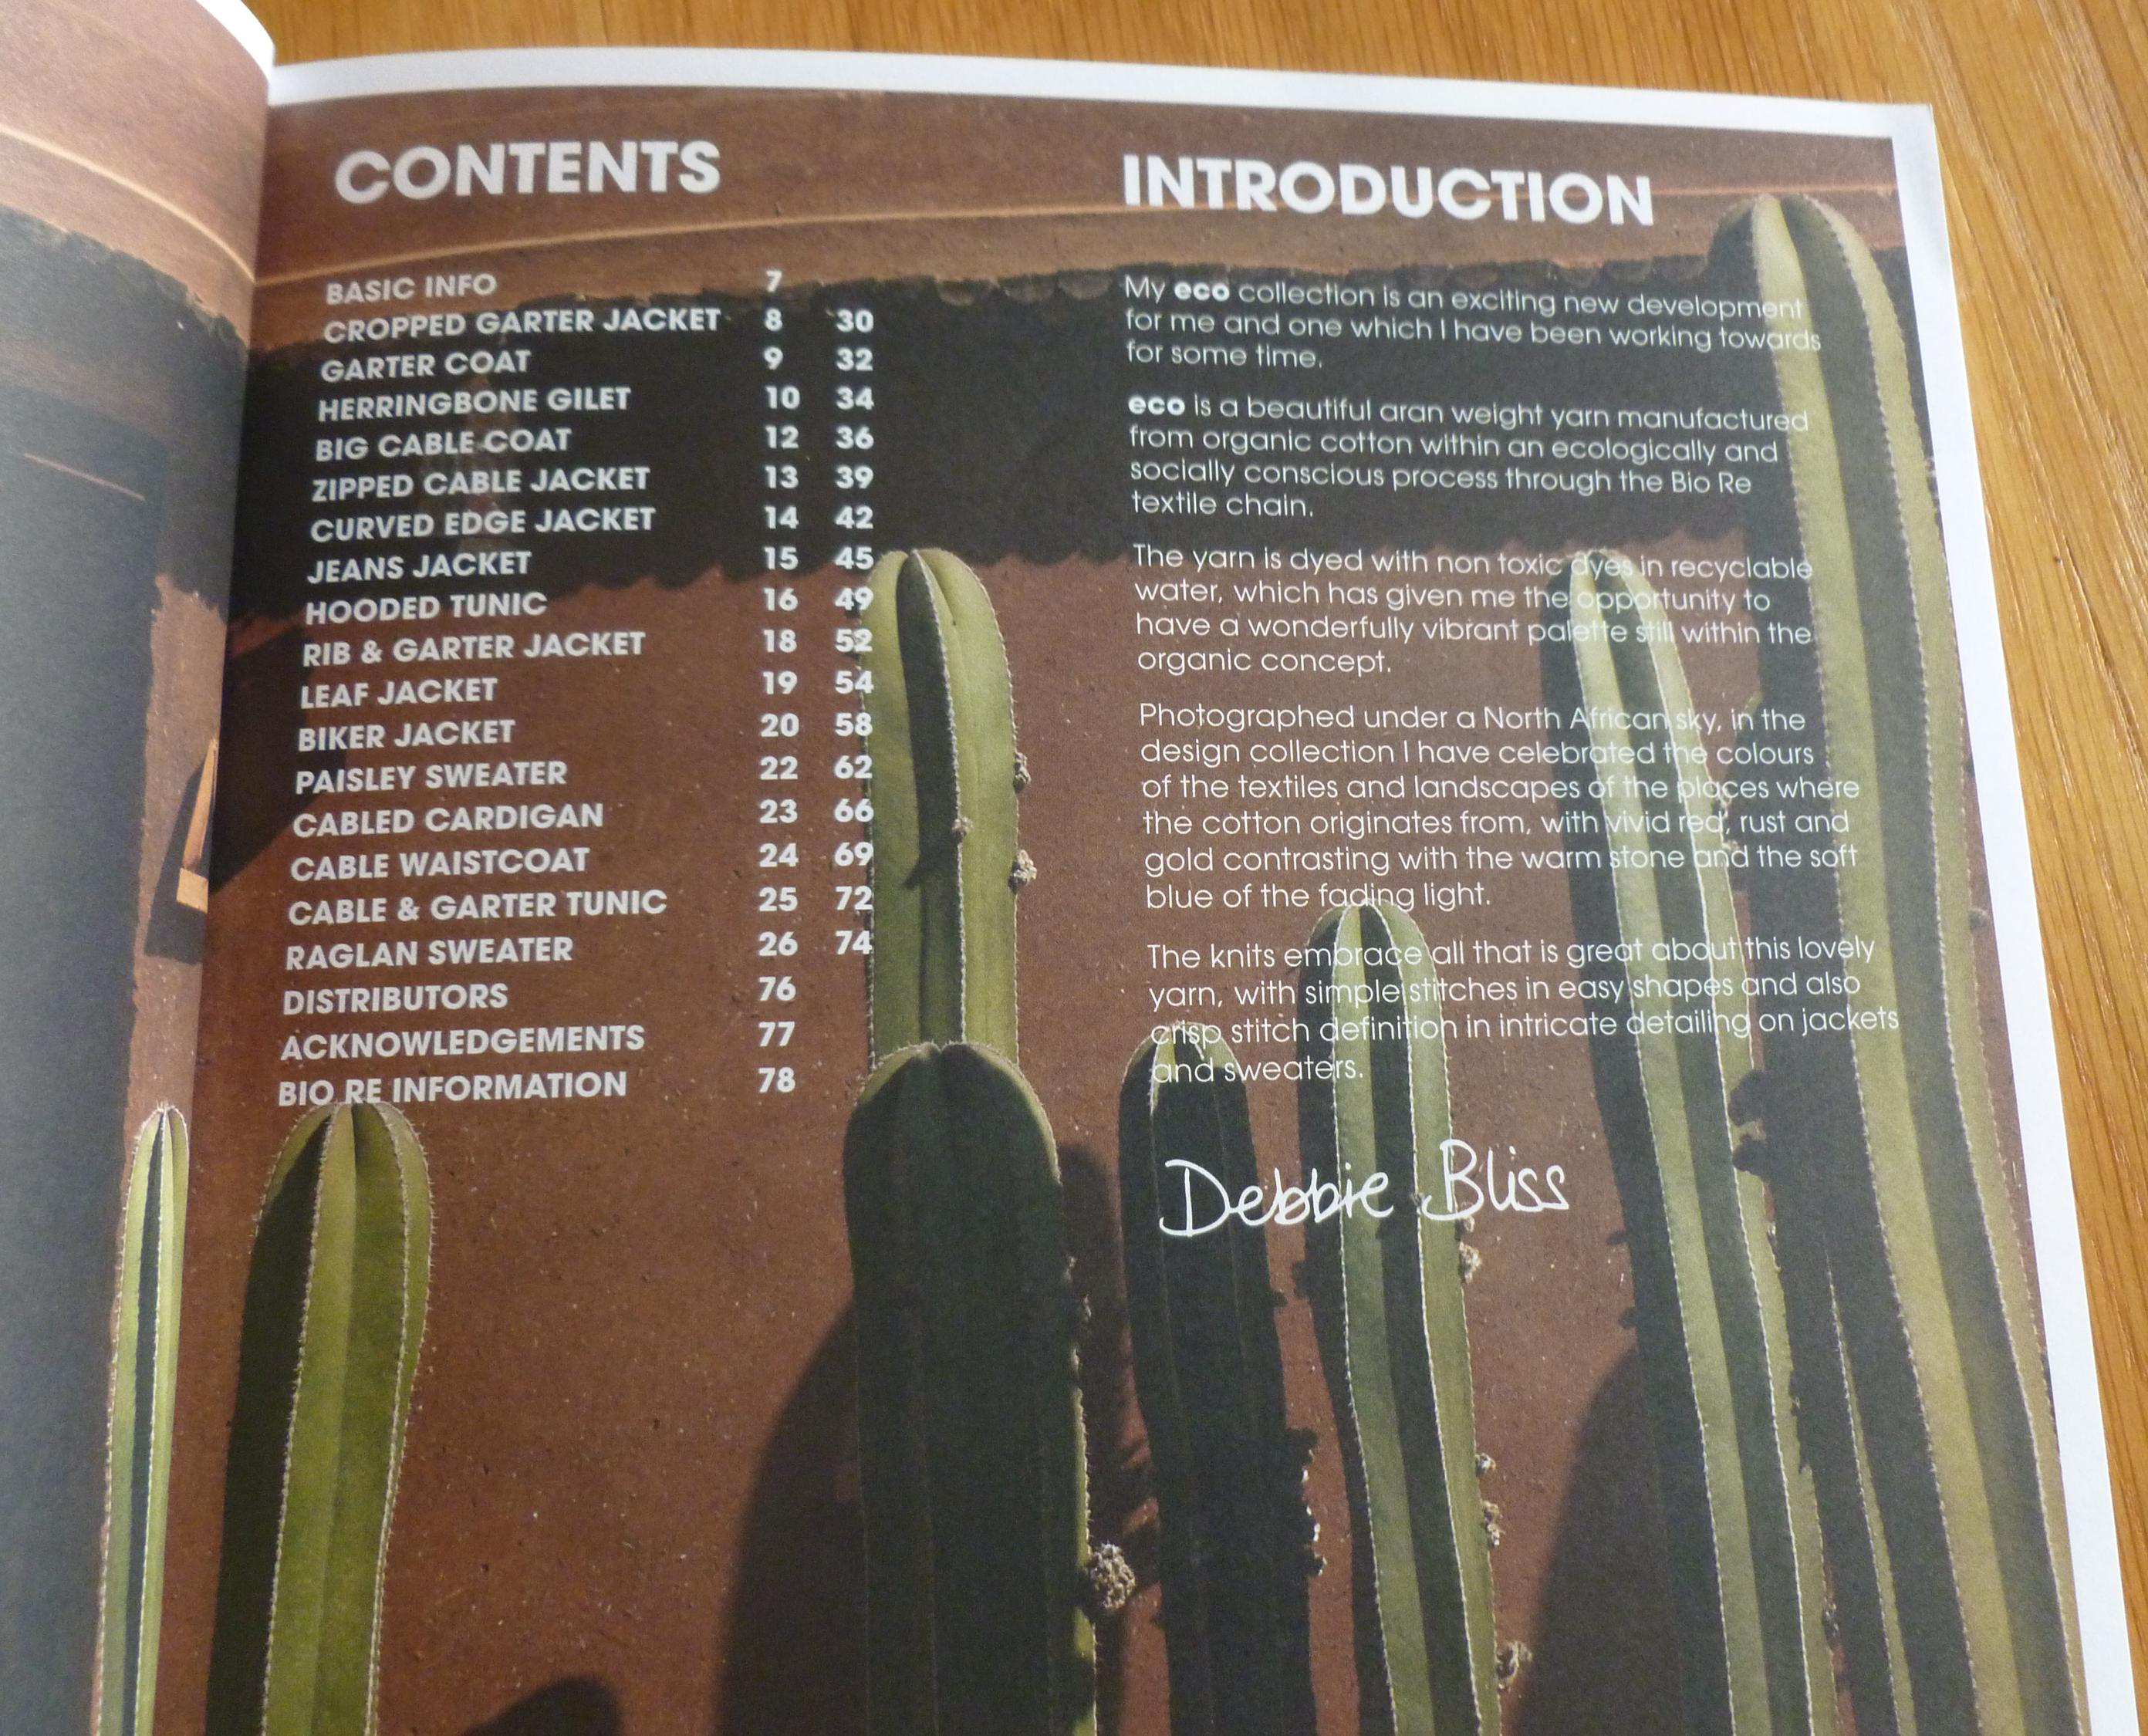 CONTENTS
BASIC INFO 7
CROPPED GARTER JACKET 8 30
GARTER COAT 9 32
HERRINGBONE GILET 10 34
BIG CABLE COAT 12 36
ZIPPED CABLE JACKET 13 39
CURVED EDGE JACKET 14 42
JEANS JACKET 15 45
HOODED TUNIC 16 49
RIB & GARTER JACKET 18 52
LEAF JACKET 19 54
BIKER JACKET 20 58
PAISLEY SWEATER 22 62
CABLED CARDIGAN 23 66
CABLE WAISTCOAT 24 69
CABLE & GARTER TUNIC 25 72
RAGLAN SWEATER 26 74
DISTRIBUTORS 76
ACKNOWLEDGEMENTS 77
BIO RE INFORMATION 78
INTRODUCTION
My eco collection is an exciting new development
for me and one which I have been working towards
for some time.
eco is a beautiful aran weight yarn manufactured
from organic cotton within an ecologically and
socially conscious process through the Bio Re
textile chain.
The yarn is dyed with non toxic dyes in recyclable
water, which has given me the opportunity to
have a wonderfully vibrant palette still within the
organic concept.
Photographed under a North African sky, in the
design collection I have celebrated the colours
of the textiles and landscapes of the places where
the cotton originates from, with vivid red, rust and
gold contrasting with the warm stone and the soft
blue of the fading light.
The knits embrace all that is great about this lovely
yarn, with simple stitches in easy shapes and also
crisp stitch definition in intricate detailing on jackets
and sweaters.
Debbie Bliss